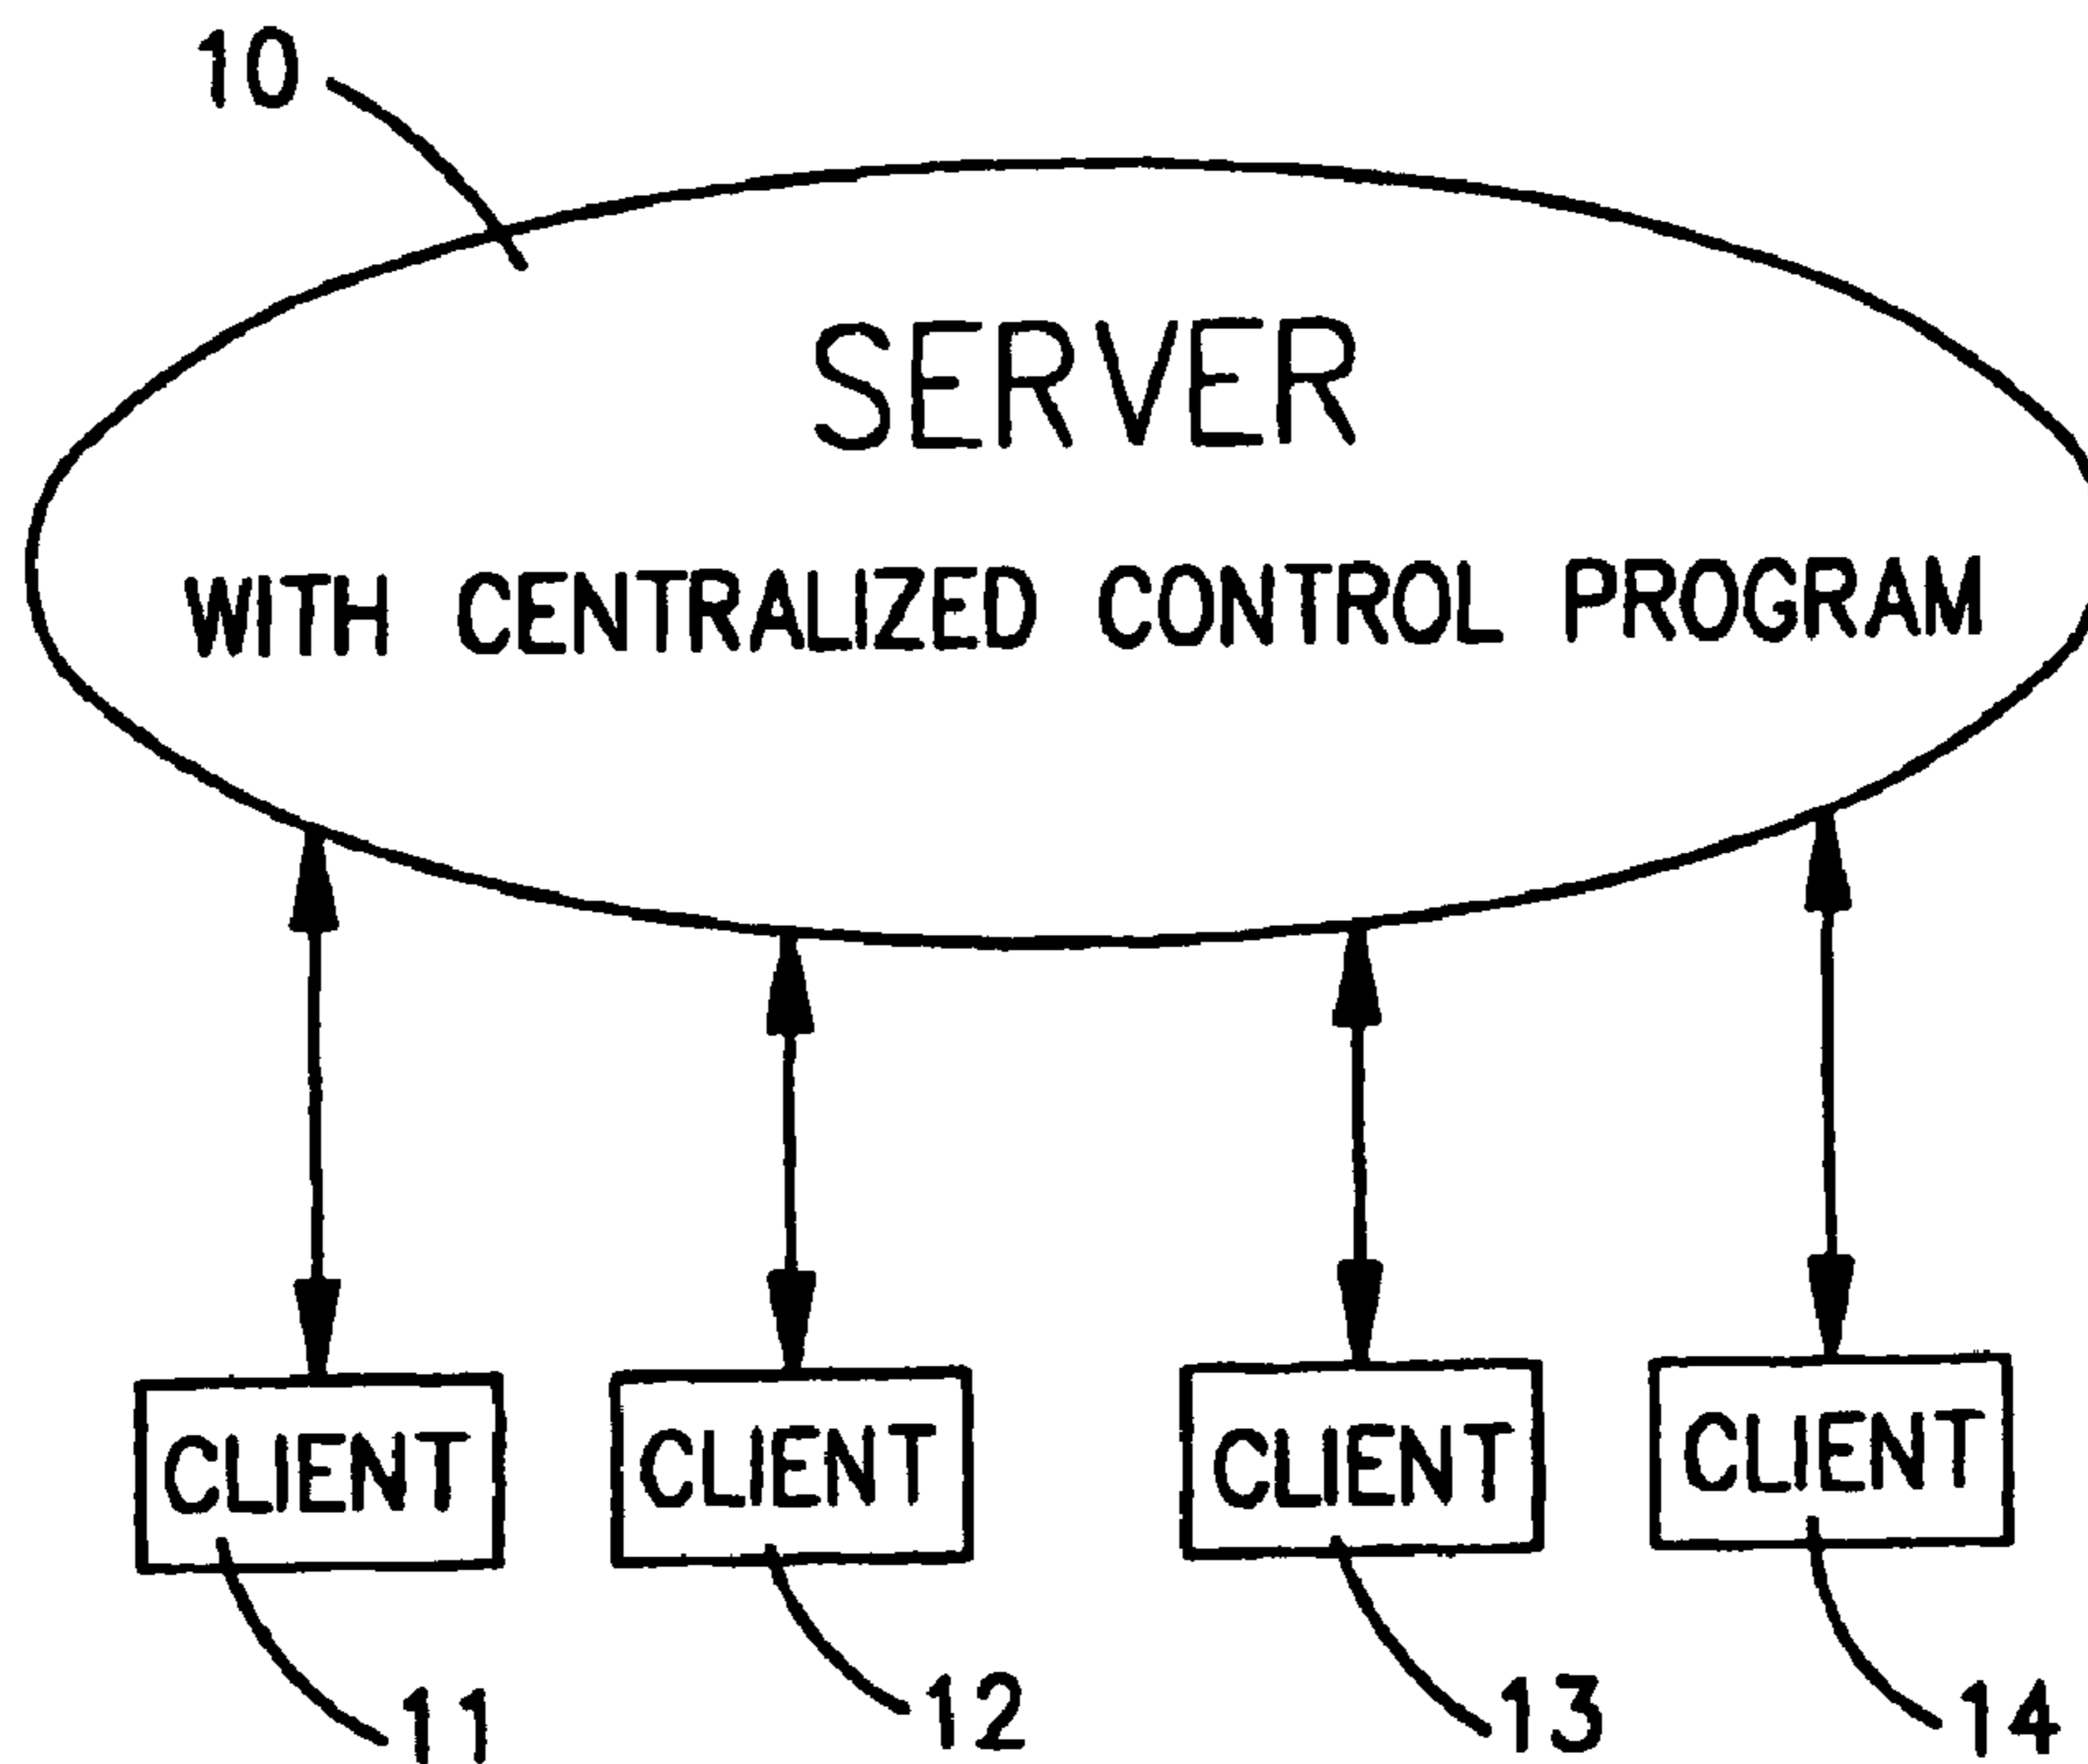 10
SERVER
WITH CENTRALIZED CONTROL PROGRAM
CLIENT CLIENT CLIENT CLIENT
11 12 13 14